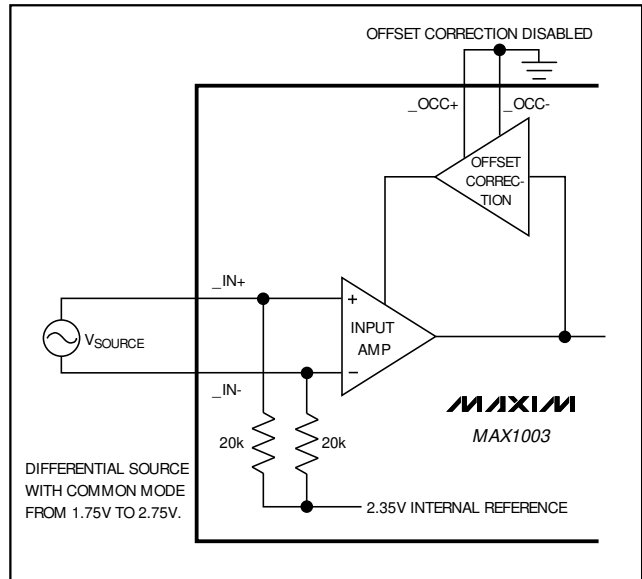 OFFSET CORRECTION DISABLED
_OCC+
_OCC-
OFFSET
CORREC-
TION
_IN+
+
INPUT
AMP
VSOURCE
−
_IN-
MAXIM
MAX1003
20k
20k
DIFFERENTIAL SOURCE
WITH COMMON MODE
FROM 1.75V TO 2.75V.
2.35V INTERNAL REFERENCE